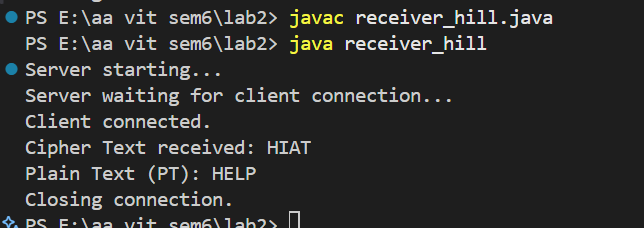 PS E:\aa vit sem6\lab2> javac receiver_hill.java
PS E:\aa vit sem6\lab2> java receiver_hill
Server starting...
Server waiting for client connection...
Client connected.
Cipher Text received: HIAT
Plain Text (PT): HELP
Closing connection.
PS E:\aa vit sem6\lab2>